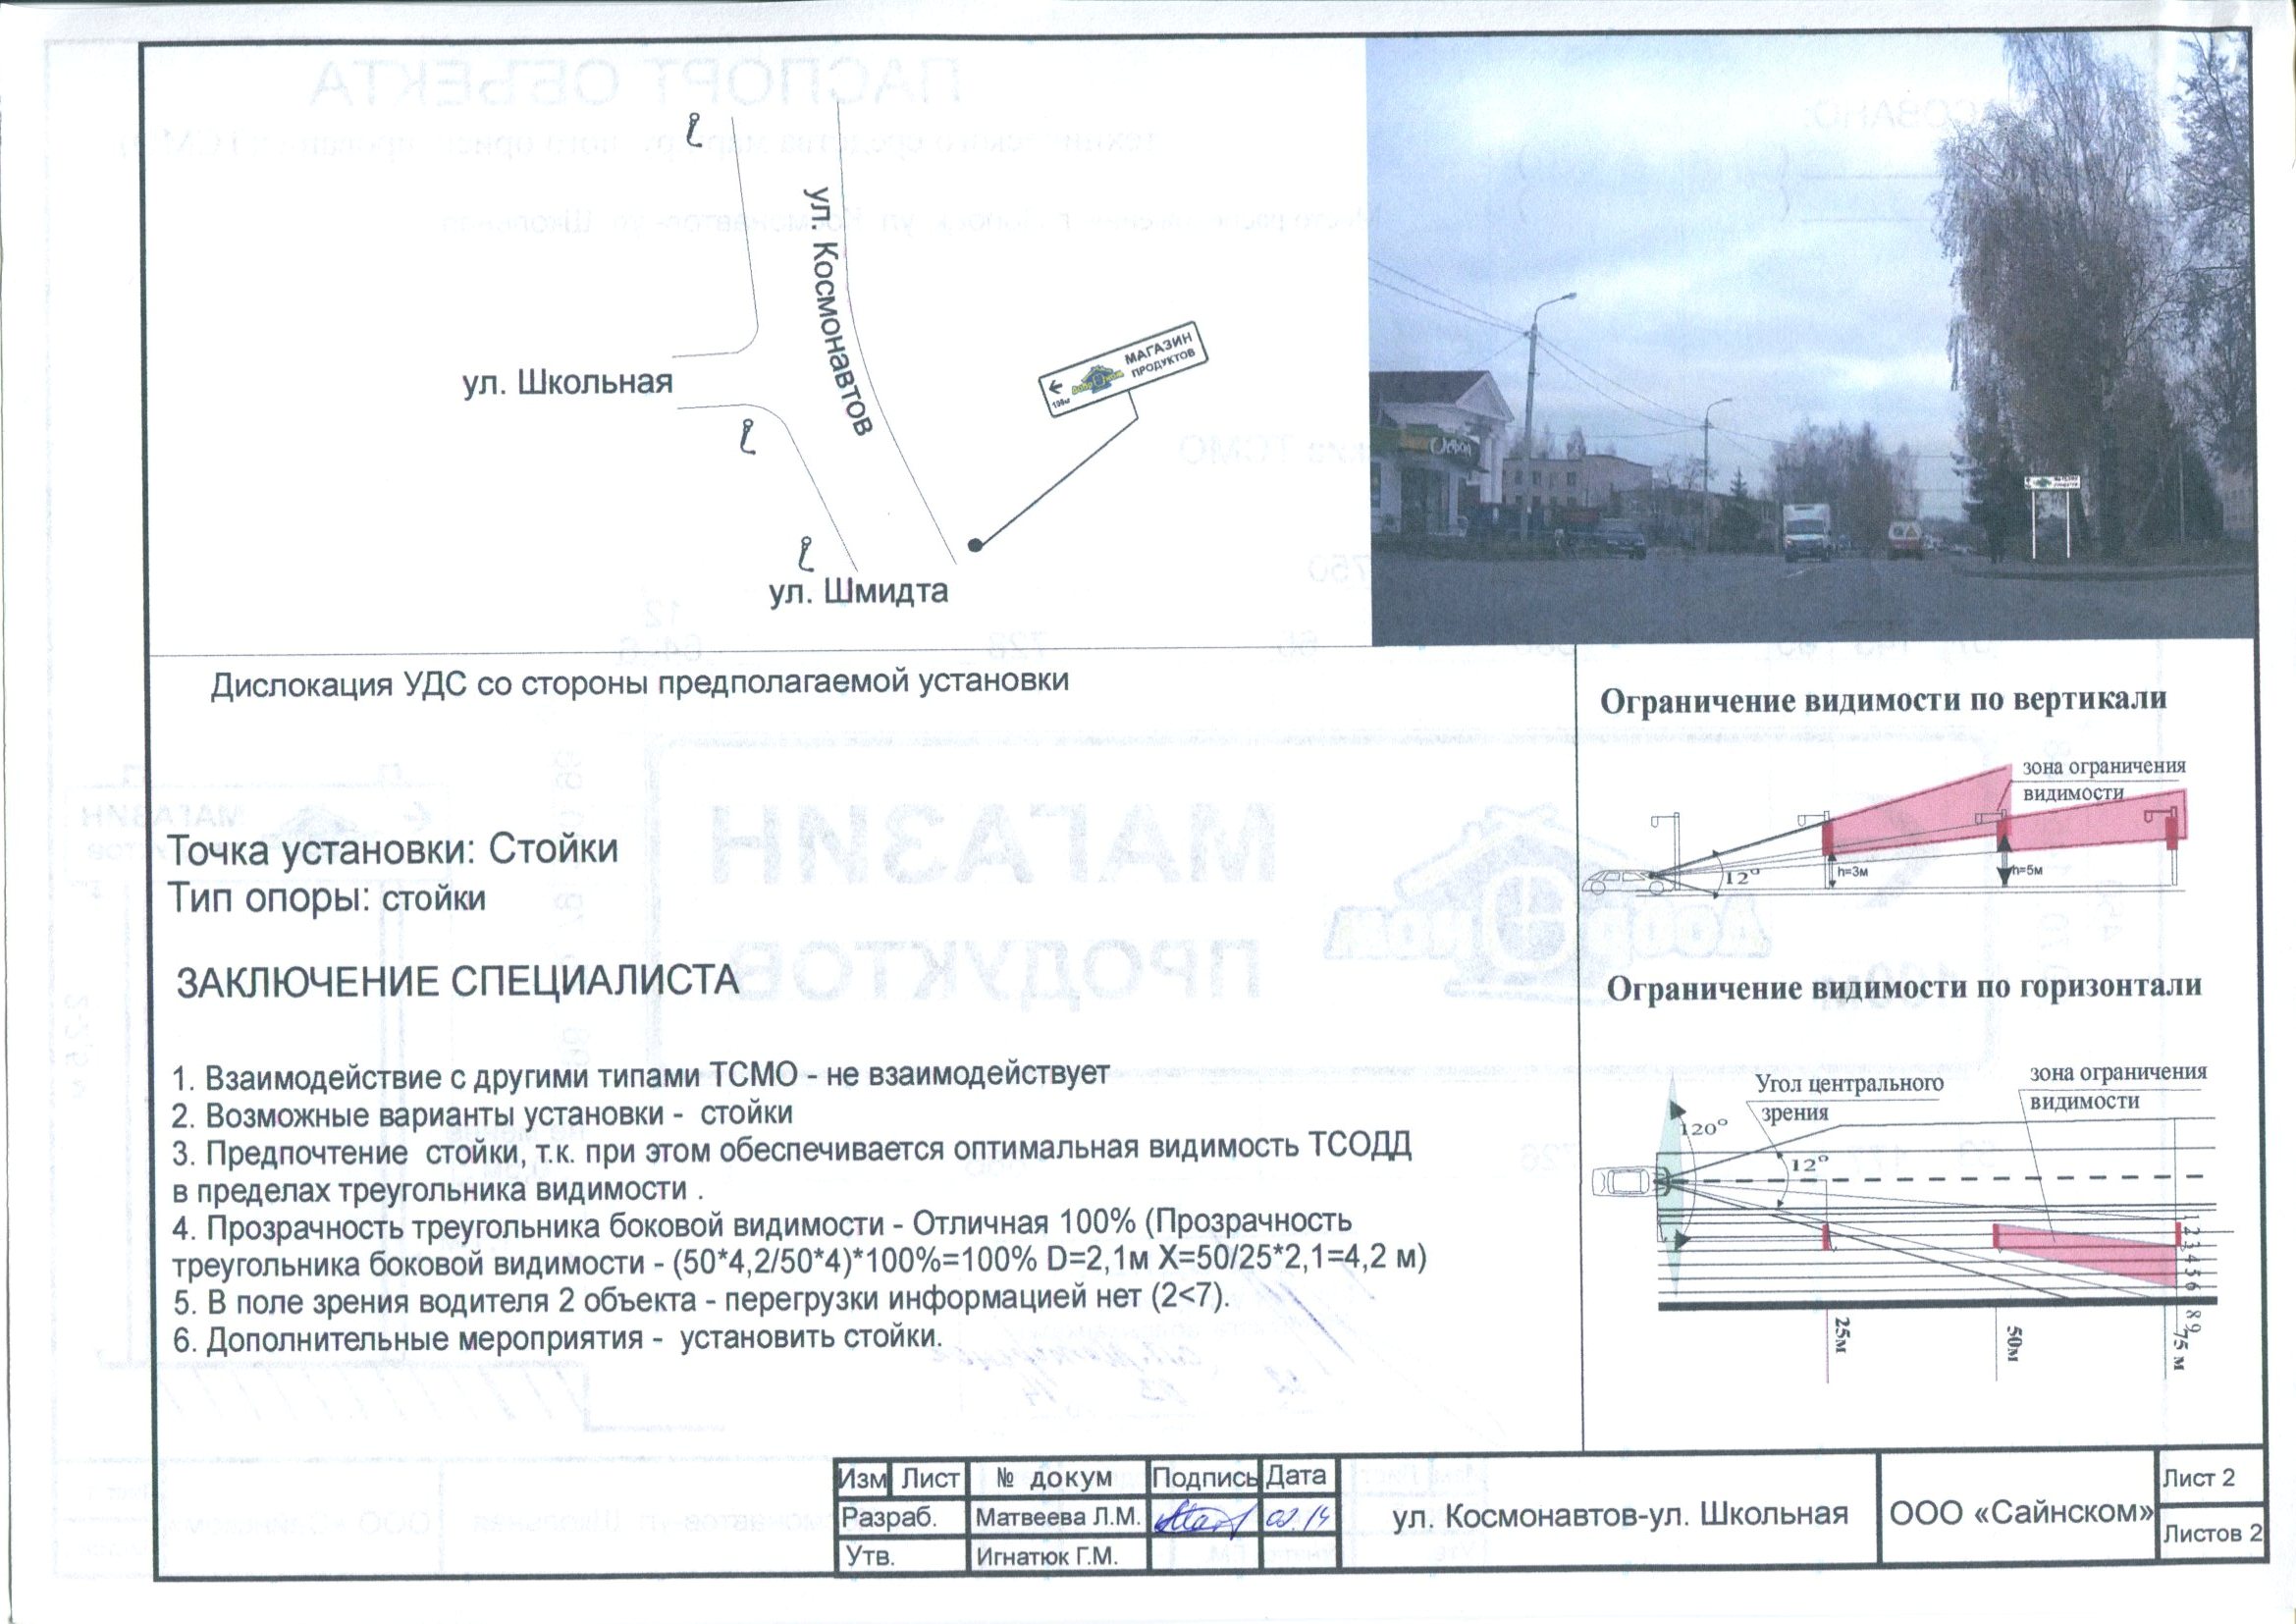 ул. Космонавтов
ул. Школьная
МАГАЗИН
ПРОДУКТОВ
ул. Шмидта
Дислокация УДС со стороны предполагаемой установки
Точка установки: Стойки
Тип опоры: стойки
ЗАКЛЮЧЕНИЕ СПЕЦИАЛИСТА
1. Взаимодействие с другими типами ТСМО - не взаимодействует
2. Возможные варианты установки - стойки
3. Предпочтение стойки, т.к. при этом обеспечивается оптимальная видимость ТСОДД
в пределах треугольника видимости .
4. Прозрачность треугольника боковой видимости - Отличная 100% (Прозрачность
треугольника боковой видимости - (50*4,2/50*4)*100%=100% D=2,1м X=50/25*2,1=4,2 м)
5. В поле зрения водителя 2 объекта - перегрузки информацией нет (2<7).
6. Дополнительные мероприятия - установить стойки.
Ограничение видимости по вертикали
зона ограничения
видимости
12°
h=3м
h=5м
Ограничение видимости по горизонтали
Угол центрального
зрения
зона ограничения
видимости
120°
12°
1 2 3 4 5 6 8 9
25м
50м
75 м
Изм Лист № докум Подпись Дата
Разраб. Матвеева Л.М. 03.14
Утв. Игнатюк Г.М.
ул. Космонавтов-ул. Школьная
ООО «Сайнском»
Лист 2
Листов 2